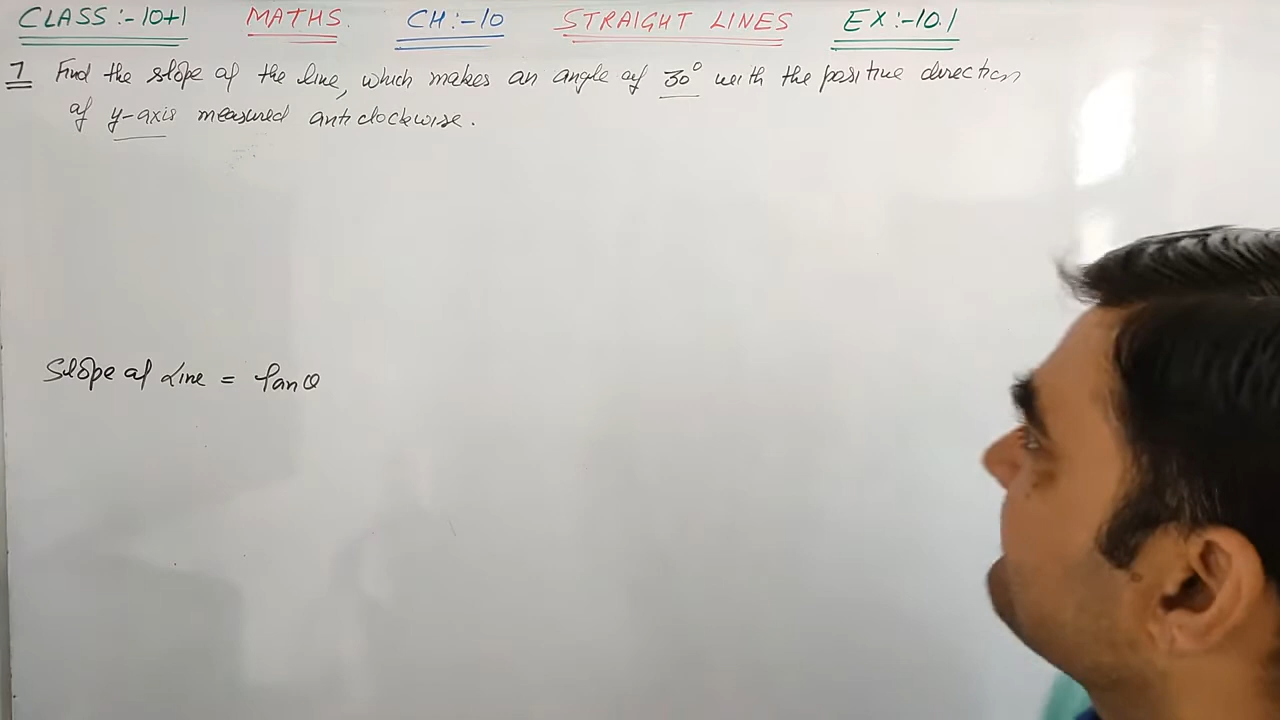 CLASS :- 10+1 MATHS. CH :- 10 STRAIGHT LINES EX :- 10.1
7 Find the slope of the line, which makes an angle of 30° with the positive direction
of y-axis measured anticlockwise.
Slope of Line = Tanθ